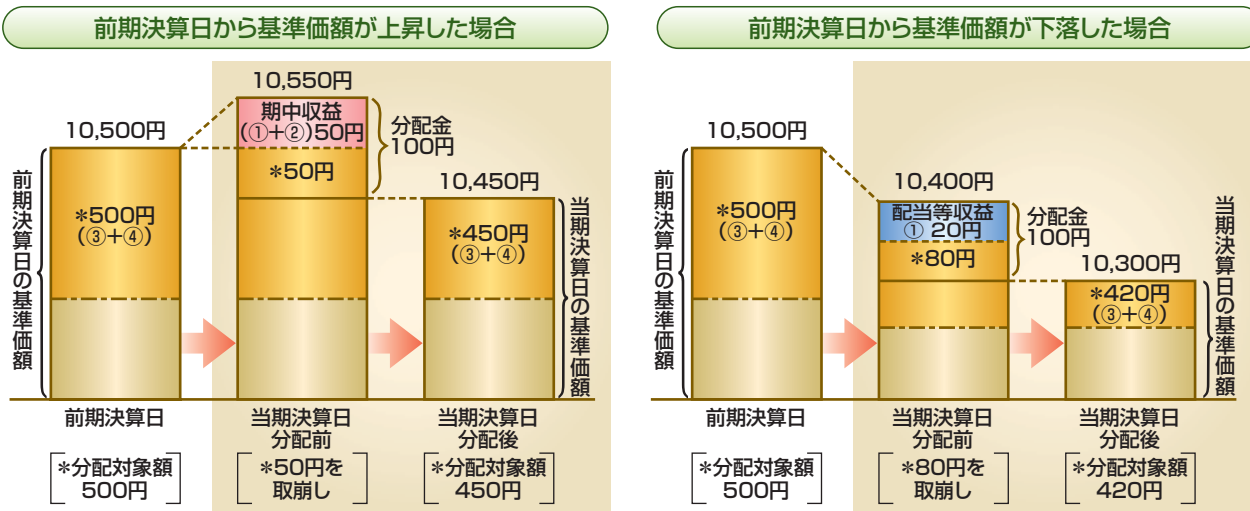 前期決算日から基準価額が上昇した場合
10,500円
10,550円
期中収益
(①+②)50円
*50円
分配金
100円
10,450円
*500円
(③+④)
*450円
(③+④)
前期決算日の基準価額
当期決算日の基準価額
前期決算日
当期決算日
分配前
当期決算日
分配後
*分配対象額
500円
*50円を
取崩し
*分配対象額
450円
前期決算日から基準価額が下落した場合
10,500円
10,400円
配当等収益
① 20円
*80円
分配金
100円
10,300円
*500円
(③+④)
*420円
(③+④)
前期決算日の基準価額
当期決算日の基準価額
前期決算日
当期決算日
分配前
当期決算日
分配後
*分配対象額
500円
*80円を
取崩し
*分配対象額
420円